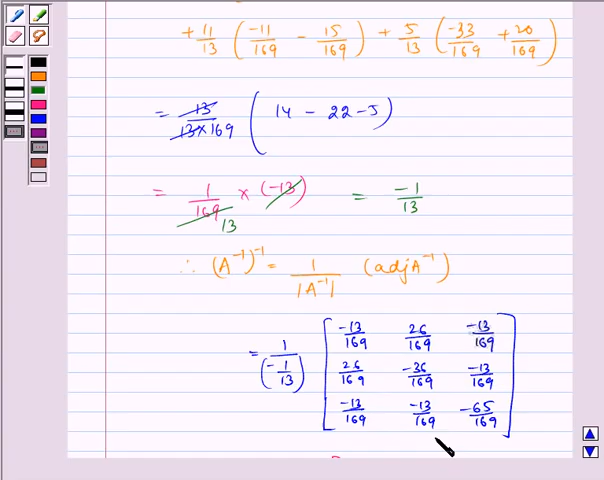 + 11/13 (-11/169 - 15/169) + 5/13 (-33/169 + 20/169)
= 13/(13×169) (14 - 22 - 5)
= 1/169 × (-13) = -1/13
13
∴ (A⁻¹)⁻¹ = 1/|A⁻¹| (adj A⁻¹)
= 1/(-1/13) [ -13/169 26/169 -13/169
26/169 -36/169 -13/169
-13/169 -13/169 -65/169 ]